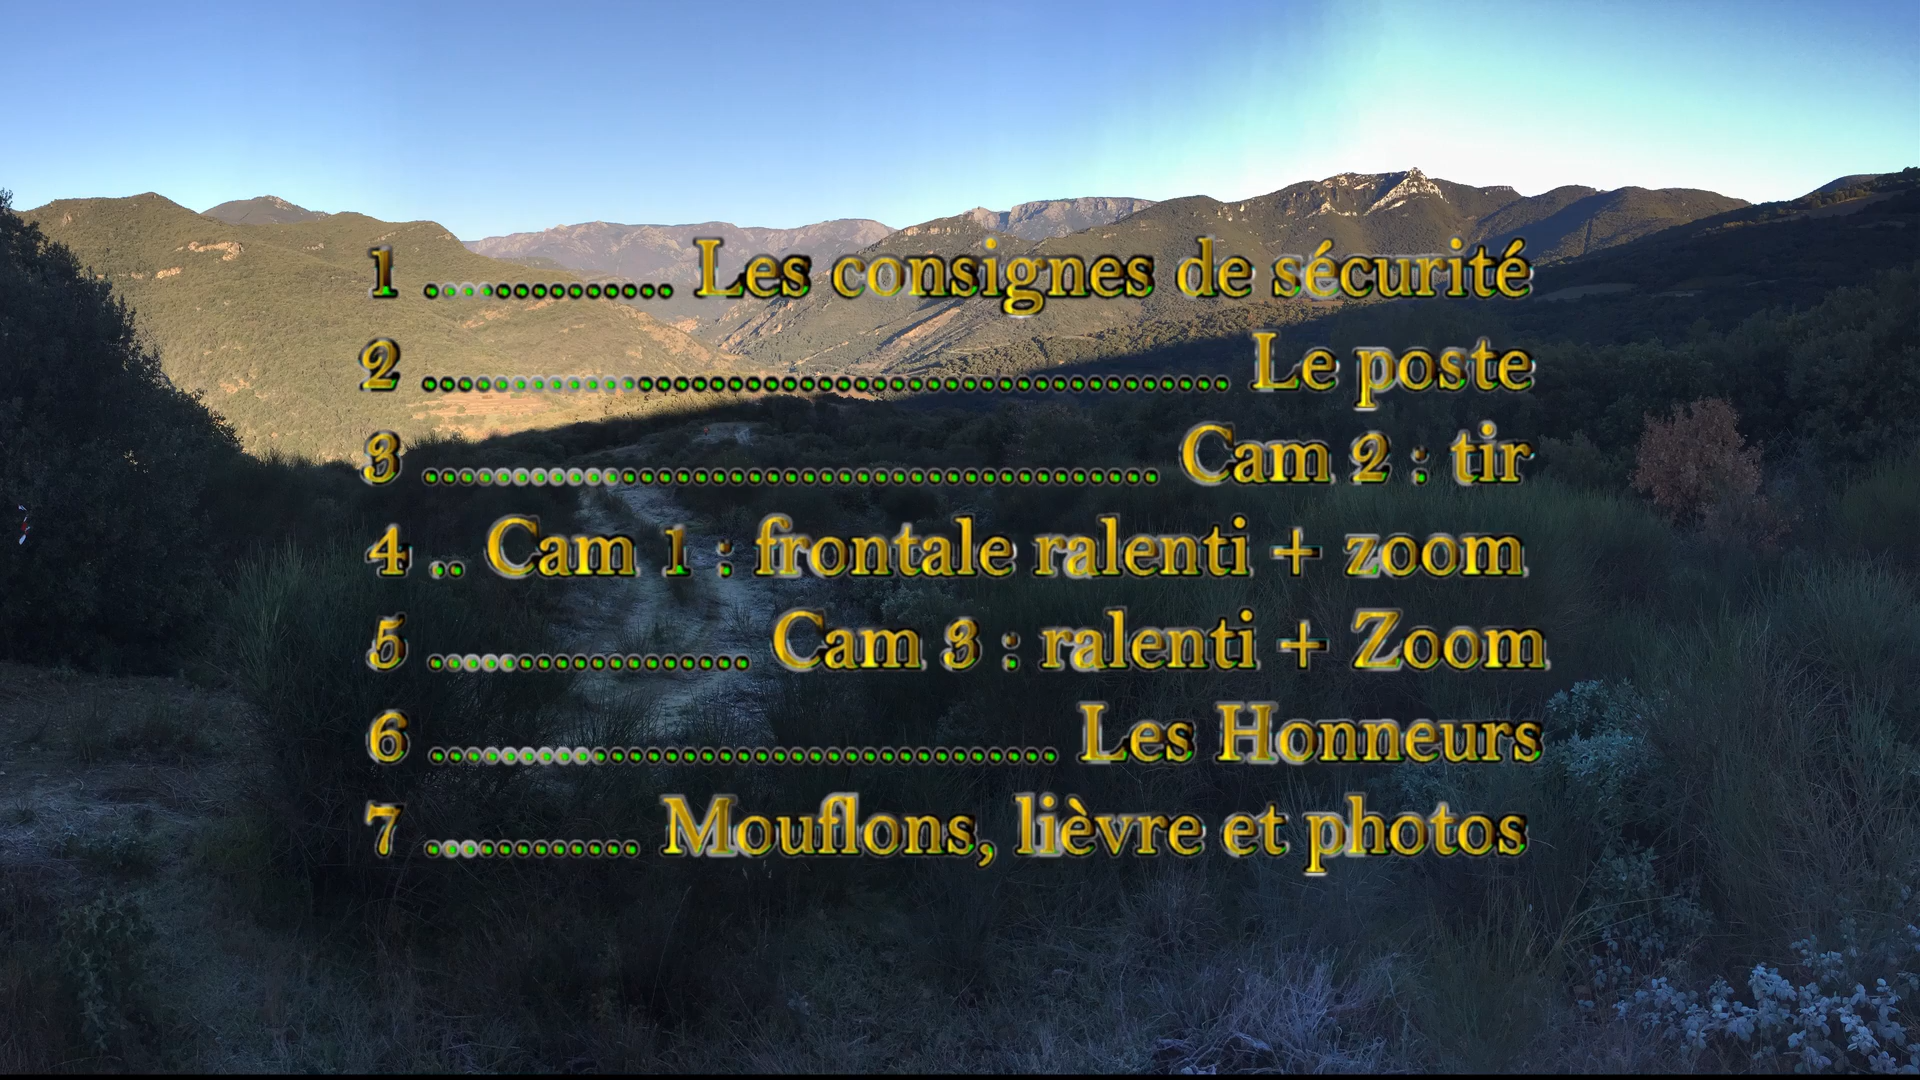 1 .............. Les consignes de sécurité
2 ............................................. Le poste
3 ......................................... Cam 2 : tir
4 .. Cam 1 : frontale ralenti + zoom
5 .................. Cam 3 : ralenti + Zoom
6 ................................... Les Honneurs
7 ............ Mouflons, lièvre et photos